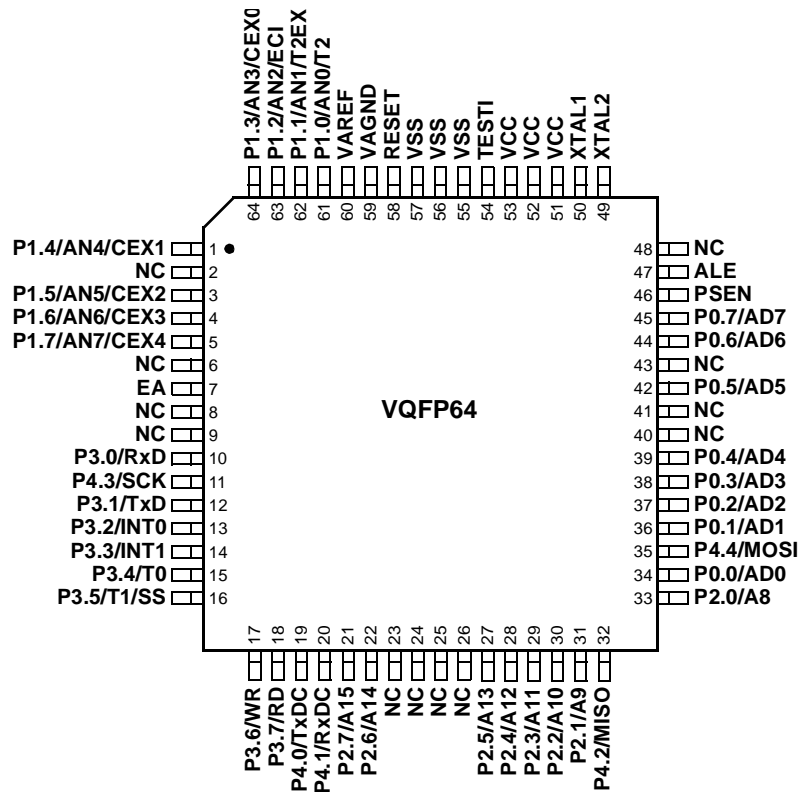 P1.3/AN3/CEX0
P1.2/AN2/ECI
P1.1/AN1/T2EX
P1.0/AN0/T2
VAREF
VAGND
RESET
VSS
VSS
VSS
TESTI
VCC
VCC
VCC
XTAL1
XTAL2
64
63
62
61
60
59
58
57
56
55
54
53
52
51
50
49
P1.4/AN4/CEX1 1
NC 2
P1.5/AN5/CEX2 3
P1.6/AN6/CEX3 4
P1.7/AN7/CEX4 5
NC 6
EA 7
NC 8
NC 9
P3.0/RxD 10
P4.3/SCK 11
P3.1/TxD 12
P3.2/INT0 13
P3.3/INT1 14
P3.4/T0 15
P3.5/T1/SS 16
VQFP64
48 NC
47 ALE
46 PSEN
45 P0.7/AD7
44 P0.6/AD6
43 NC
42 P0.5/AD5
41 NC
40 NC
39 P0.4/AD4
38 P0.3/AD3
37 P0.2/AD2
36 P0.1/AD1
35 P4.4/MOSI
34 P0.0/AD0
33 P2.0/A8
17
18
19
20
21
22
23
24
25
26
27
28
29
30
31
32
P3.6/WR
P3.7/RD
P4.0/TxDC
P4.1/RxDC
P2.7/A15
P2.6/A14
NC
NC
NC
NC
P2.5/A13
P2.4/A12
P2.3/A11
P2.2/A10
P2.1/A9
P4.2/MISO